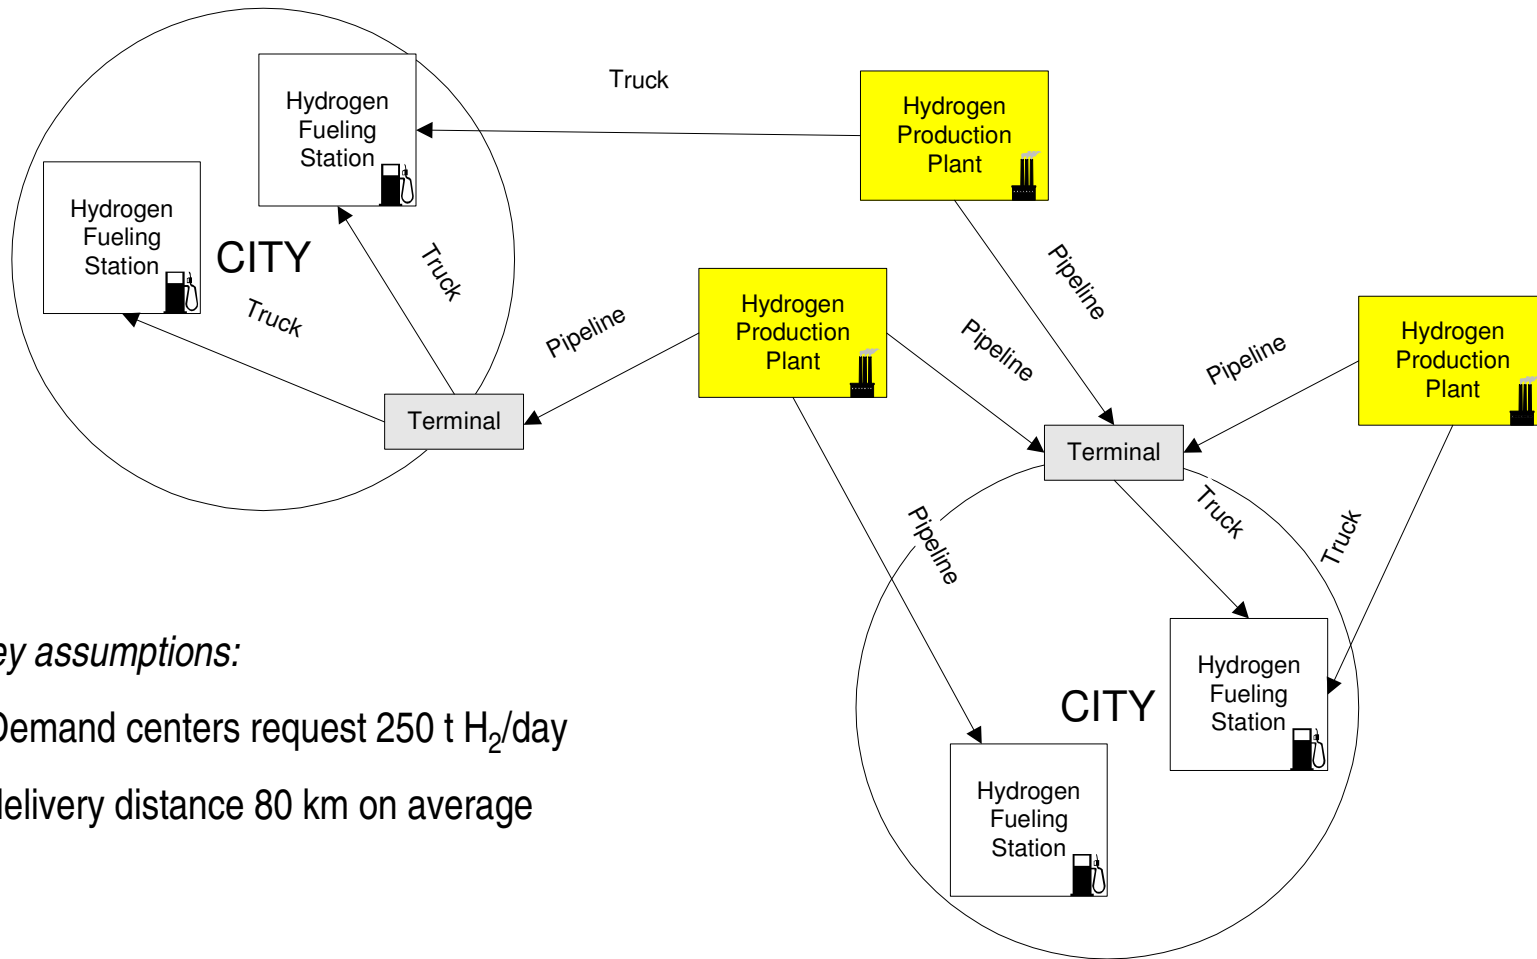 Truck
Hydrogen
Fueling
Station
Hydrogen
Production
Plant
Hydrogen
Fueling
Station
CITY
Truck
Truck
Pipeline
Pipeline
Hydrogen
Production
Plant
Pipeline
Pipeline
Hydrogen
Production
Plant
Terminal
Terminal
Truck
Truck
Pipeline
ey assumptions:
Demand centers request 250 t H₂/day
delivery distance 80 km on average
CITY
Hydrogen
Fueling
Station
Hydrogen
Fueling
Station